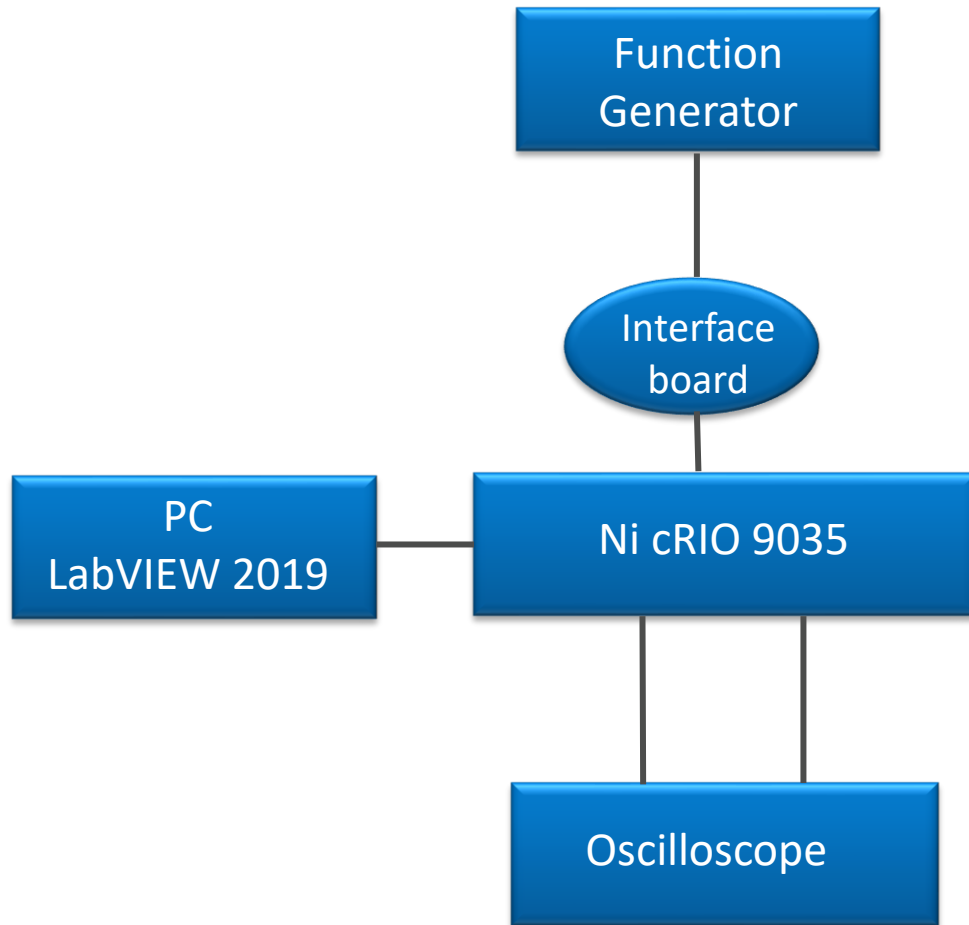 Function
Generator
Interface
board
PC
LabVIEW 2019
Ni cRIO 9035
Oscilloscope